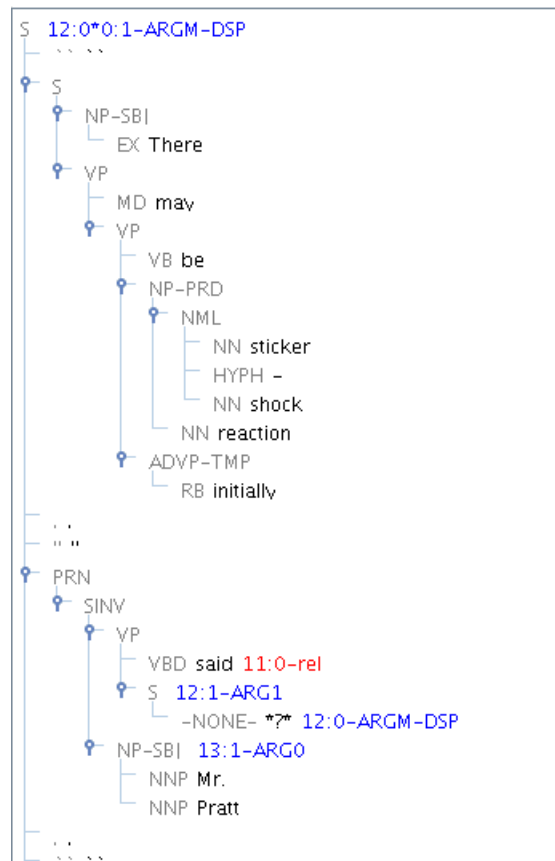 S 12:0*0:1-ARGM-DSP
`` ``
S
NP-SBJ
EX There
VP
MD may
VP
VB be
NP-PRD
NML
NN sticker
HYPH -
NN shock
NN reaction
ADVP-TMP
RB initially
, ,
" "
PRN
SINV
VP
VBD said 11:0-rel
S 12:1-ARG1
-NONE- *?* 12:0-ARGM-DSP
NP-SBJ 13:1-ARG0
NNP Mr.
NNP Pratt
, ,
`` ``